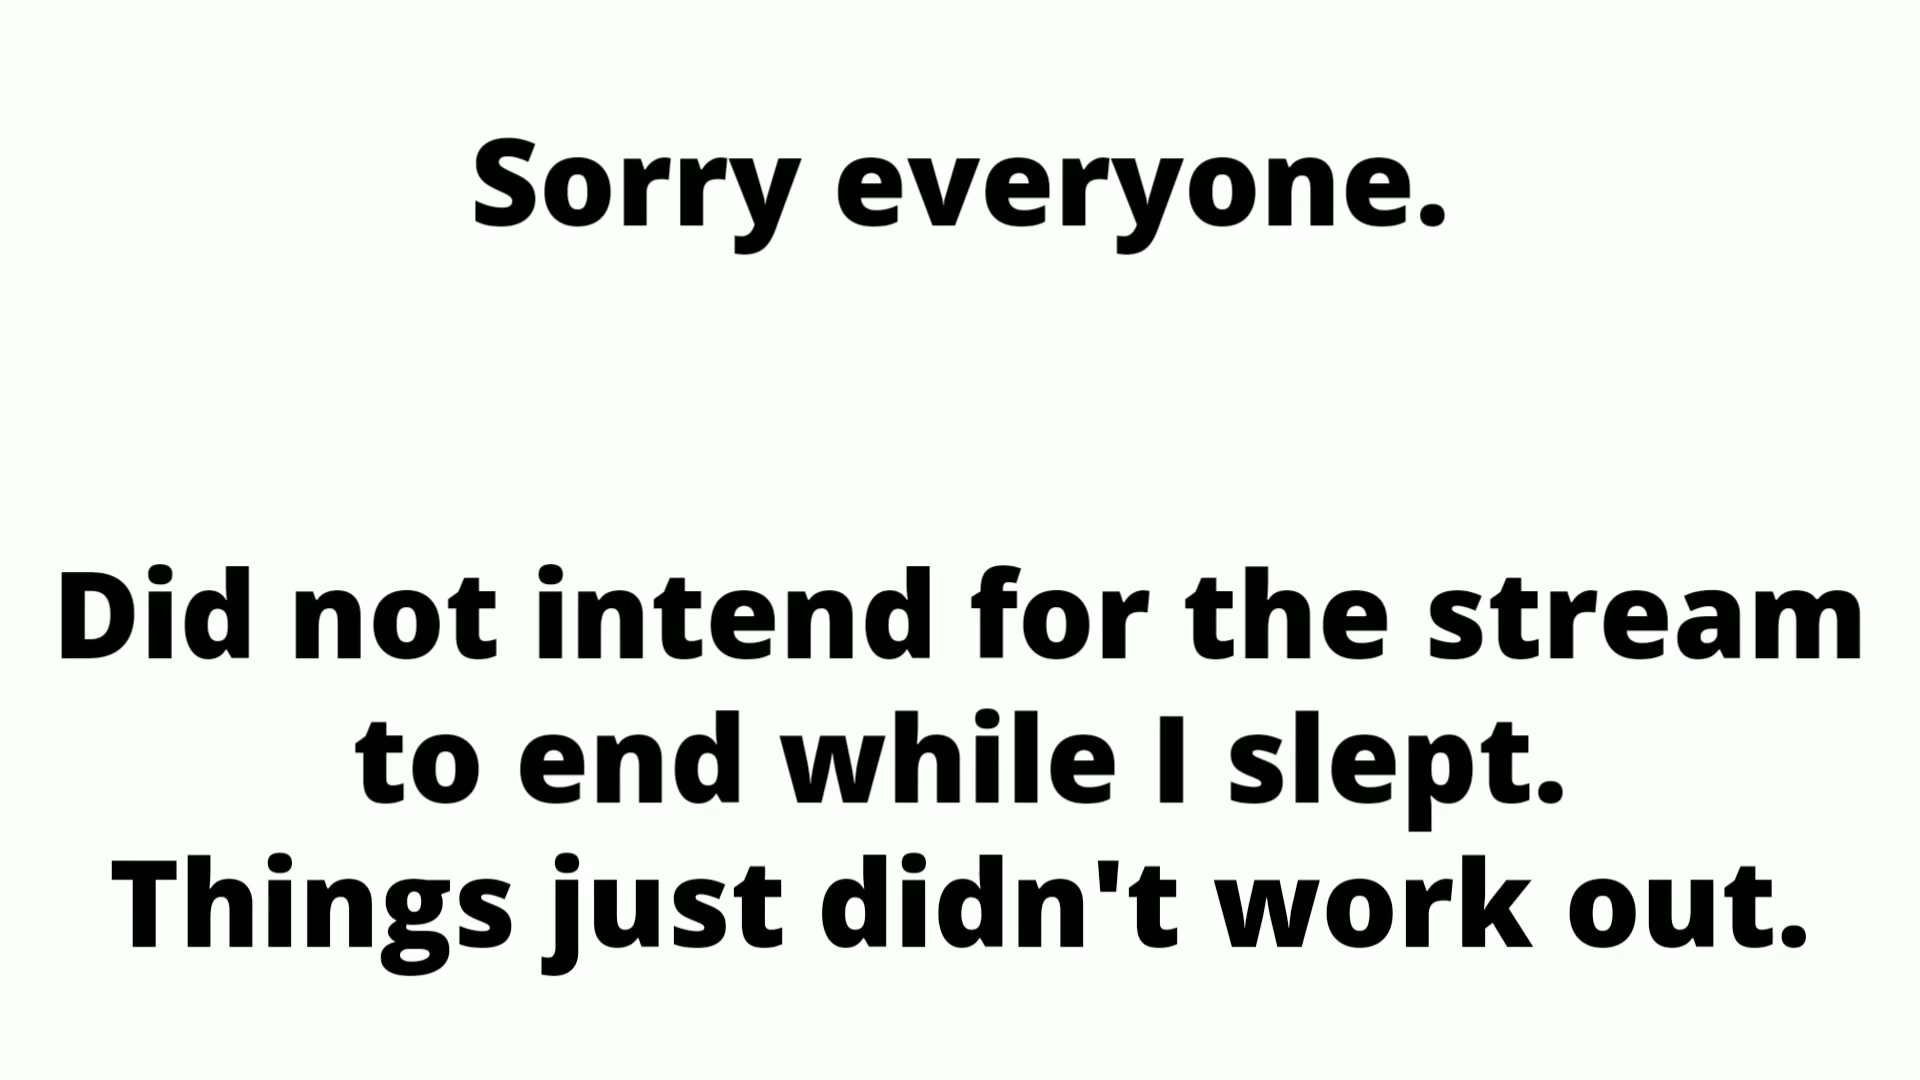 Sorry everyone.
Did not intend for the stream
to end while I slept.
Things just didn't work out.